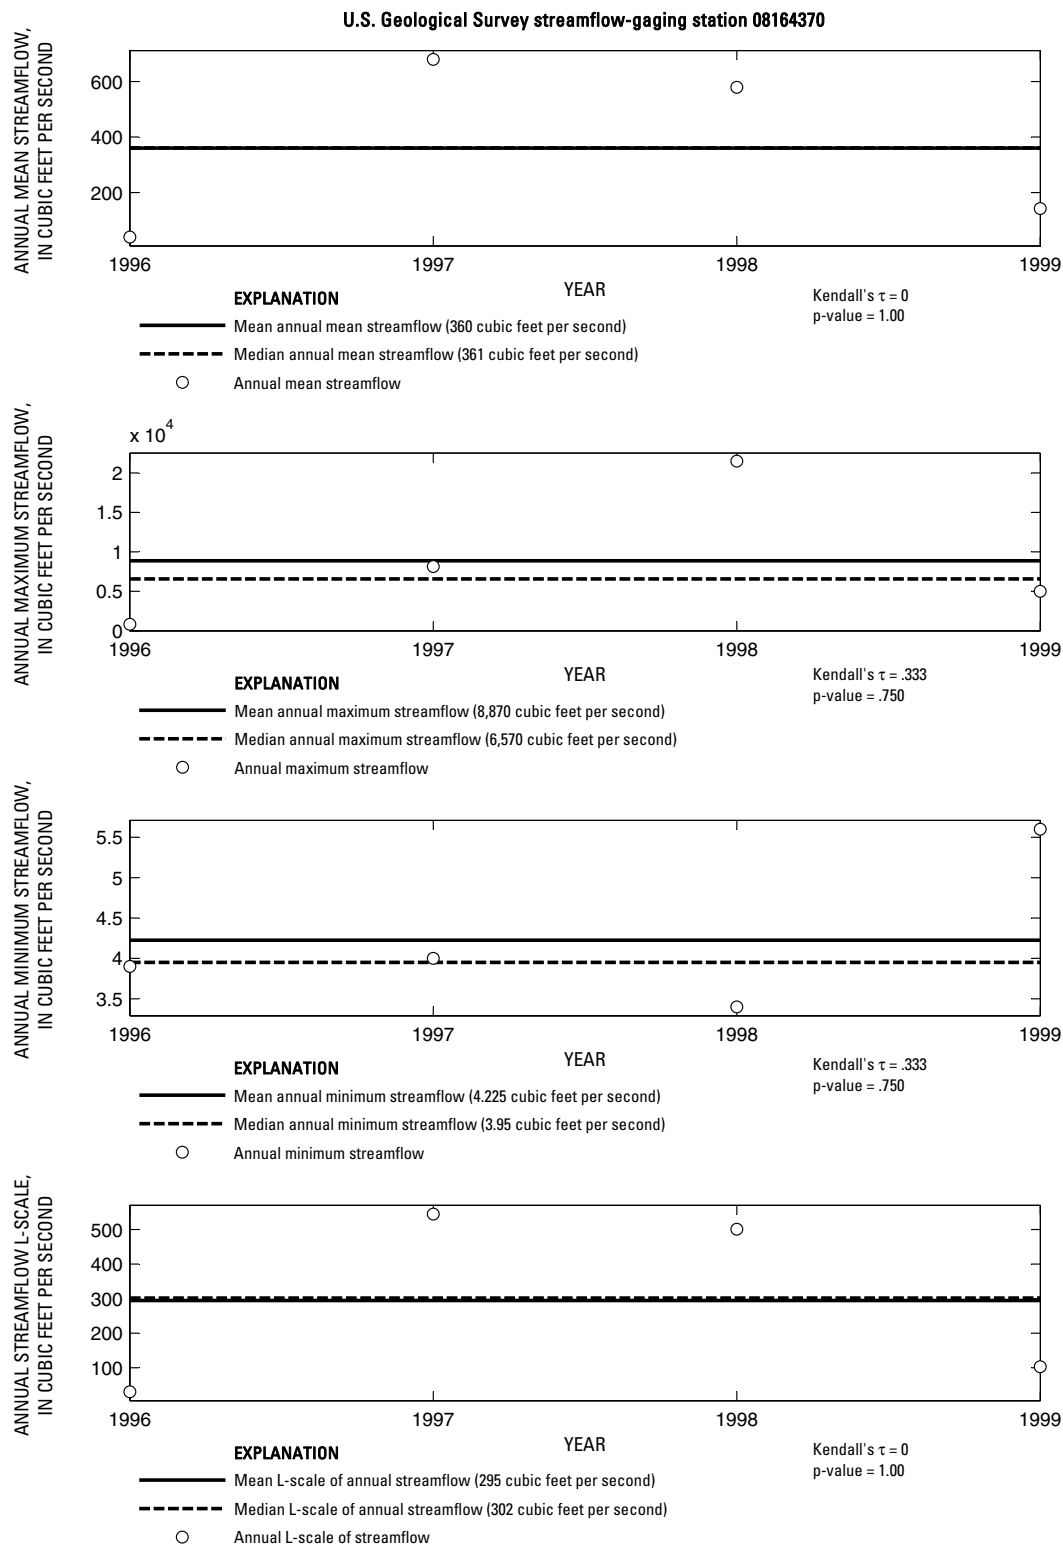 U.S. Geological Survey streamflow-gaging station 08164370
ANNUAL MEAN STREAMFLOW,
IN CUBIC FEET PER SECOND
600
400
200
1996
1997
1998
1999
YEAR
EXPLANATION
Mean annual mean streamflow (360 cubic feet per second)
Median annual mean streamflow (361 cubic feet per second)
Annual mean streamflow
Kendall's τ = 0
p-value = 1.00
ANNUAL MAXIMUM STREAMFLOW,
IN CUBIC FEET PER SECOND
x 10^4
2
1.5
1
0.5
0
1996
1997
1998
1999
YEAR
EXPLANATION
Mean annual maximum streamflow (8,870 cubic feet per second)
Median annual maximum streamflow (6,570 cubic feet per second)
Annual maximum streamflow
Kendall's τ = .333
p-value = .750
ANNUAL MINIMUM STREAMFLOW,
IN CUBIC FEET PER SECOND
5.5
5
4.5
4
3.5
1996
1997
1998
1999
YEAR
EXPLANATION
Mean annual minimum streamflow (4.225 cubic feet per second)
Median annual minimum streamflow (3.95 cubic feet per second)
Annual minimum streamflow
Kendall's τ = .333
p-value = .750
ANNUAL STREAMFLOW L-SCALE,
IN CUBIC FEET PER SECOND
500
400
300
200
100
1996
1997
1998
1999
YEAR
EXPLANATION
Mean L-scale of annual streamflow (295 cubic feet per second)
Median L-scale of annual streamflow (302 cubic feet per second)
Annual L-scale of streamflow
Kendall's τ = 0
p-value = 1.00